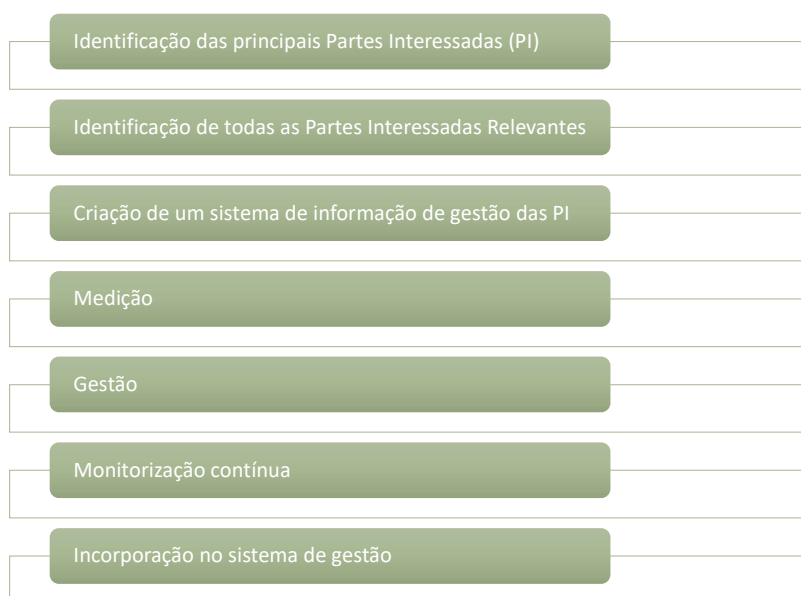 Identificação das principais Partes Interessadas (PI)
Identificação de todas as Partes Interessadas Relevantes
Criação de um sistema de informação de gestão das PI
Medição
Gestão
Monitorização contínua
Incorporação no sistema de gestão